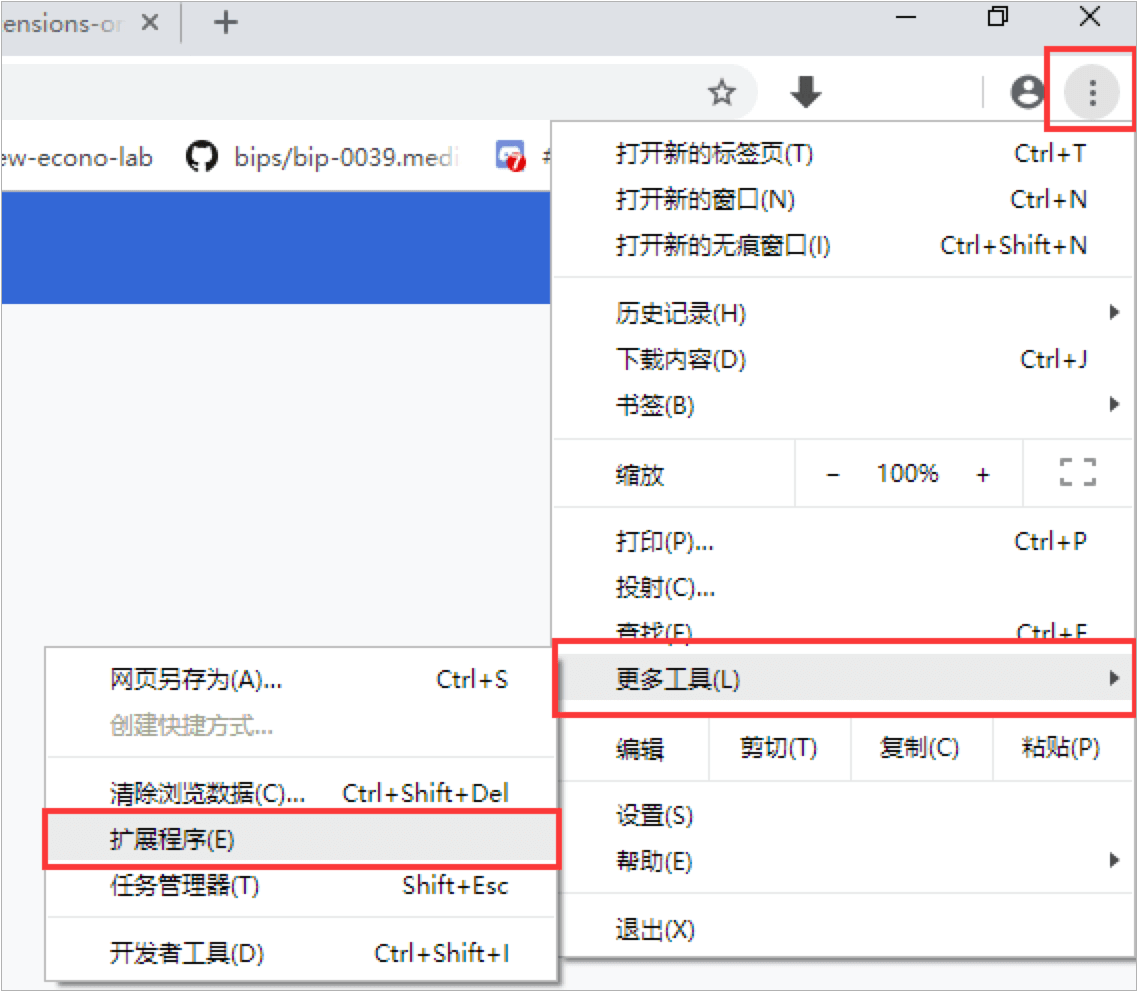 ensions-or
ew-econo-lab
bips/bip-0039.medi
7
#
打开新的标签页(T) Ctrl+T
打开新的窗口(N) Ctrl+N
打开新的无痕窗口(I) Ctrl+Shift+N
历史记录(H)
下载内容(D) Ctrl+J
书签(B)
缩放 - 100% +
打印(P)... Ctrl+P
投射(C)...
查找(F) Ctrl+F
更多工具(L)
编辑 剪切(T) 复制(C) 粘贴(P)
设置(S)
帮助(E)
退出(X)
网页另存为(A)... Ctrl+S
创建快捷方式...
清除浏览数据(C)... Ctrl+Shift+Del
扩展程序(E)
任务管理器(T) Shift+Esc
开发者工具(D) Ctrl+Shift+I